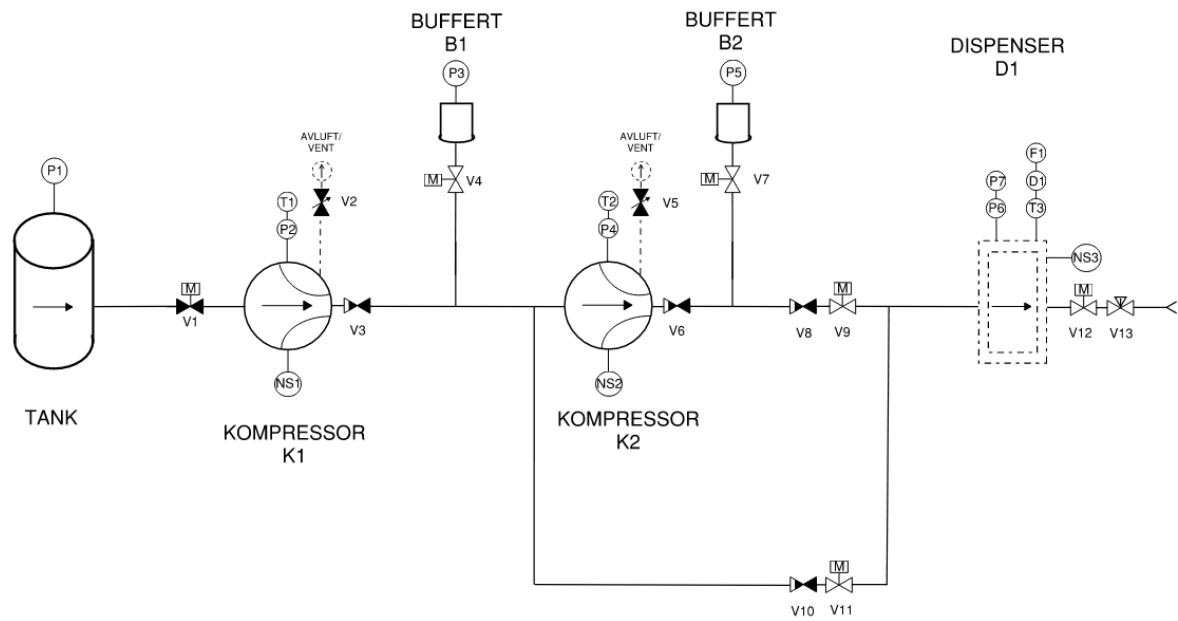 BUFFERT
B1
BUFFERT
B2
DISPENSER
D1
P3
P5
AVLUFT/
VENT
AVLUFT/
VENT
F1
P1
M
V4
M
V7
P7
D1
T1
V2
T2
V5
P6
T3
P2
P4
NS3
M
M
M
V1
V3
V6
V8
V9
V12
V13
NS1
NS2
TANK
KOMPRESSOR
K1
KOMPRESSOR
K2
M
V10
V11